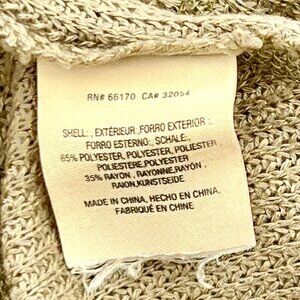 RN# 66170 CA# 32054
SHELL:, EXTÉRIEUR:,FORRO EXTERIOR:,
FORRO ESTERNO:, SCHALE:,
65% POLYESTER, POLYESTER, POLIESTER,
POLIESTERE,POLYESTER
35% RAYON, RAYONNE,RAYÓN,
RAION,KUNSTSEIDE
MADE IN CHINA, HECHO EN CHINA,
FABRIQUÉ EN CHINE